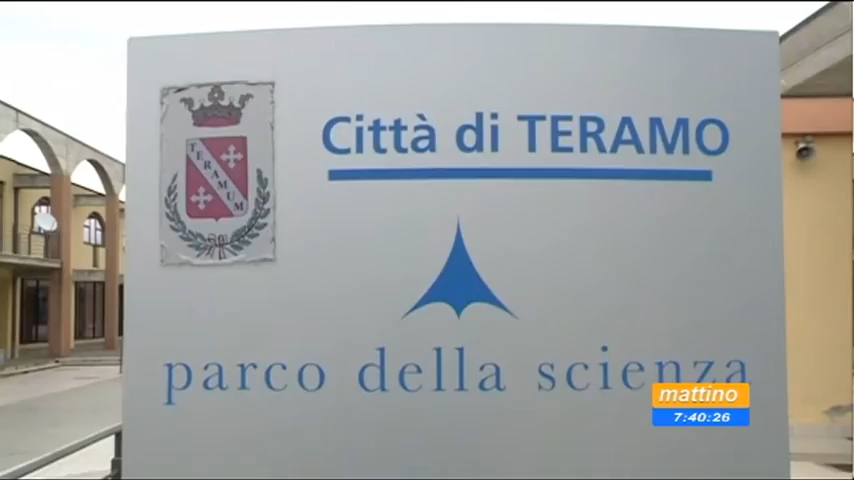 TERAMUM
Città di TERAMO
parco della scienza
mattino
7:40:26